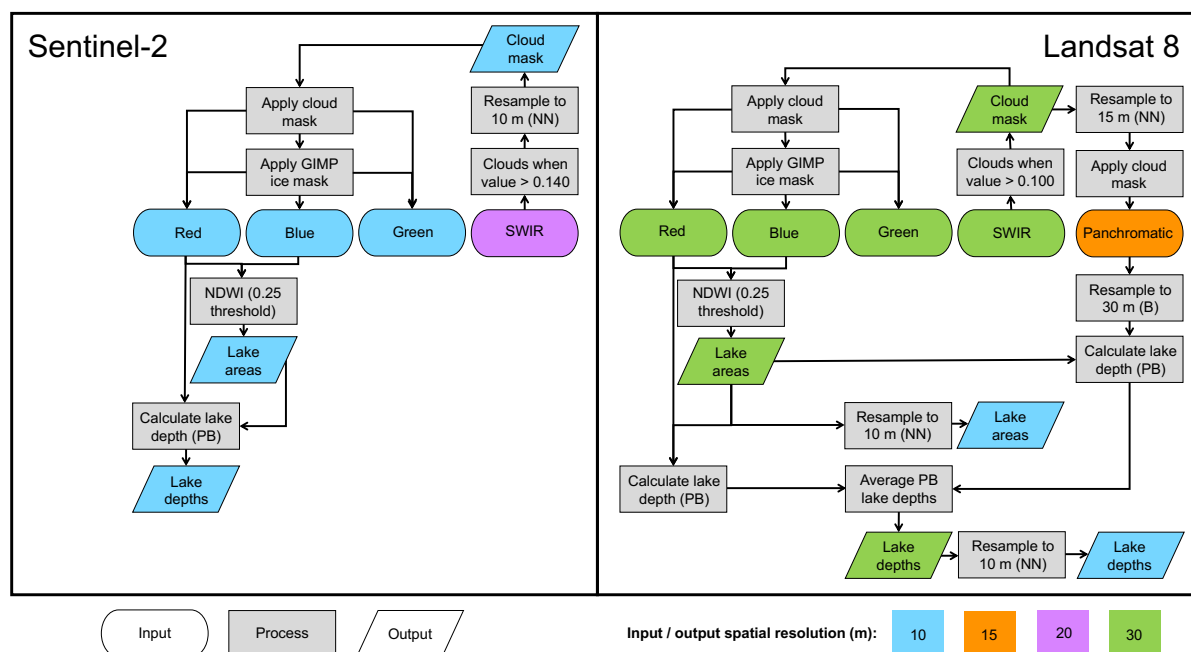 Sentinel-2
Cloud
mask
Apply cloud
mask
Resample to
10 m (NN)
Apply GIMP
ice mask
Clouds when
value > 0.140
Red
Blue
Green
SWIR
NDWI (0.25
threshold)
Lake
areas
Calculate lake
depth (PB)
Lake
depths
Landsat 8
Apply cloud
mask
Cloud
mask
Resample to
15 m (NN)
Apply GIMP
ice mask
Clouds when
value > 0.100
Apply cloud
mask
Red
Blue
Green
SWIR
Panchromatic
NDWI (0.25
threshold)
Resample to
30 m (B)
Lake
areas
Calculate lake
depth (PB)
Resample to
10 m (NN)
Lake
areas
Calculate lake
depth (PB)
Average PB
lake depths
Lake
depths
Resample to
10 m (NN)
Lake
depths
Input
Process
Output
Input / output spatial resolution (m):
10
15
20
30